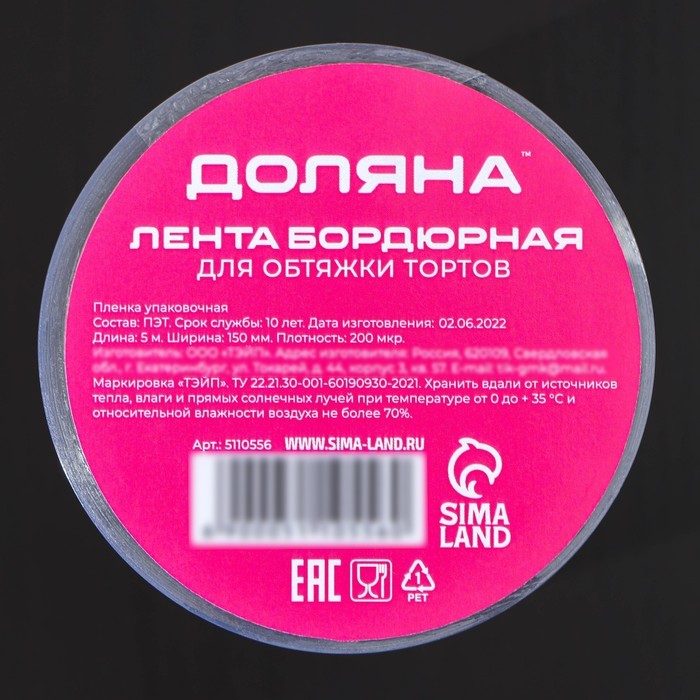 ДОЛЯНА™
ЛЕНТА БОРДЮРНАЯ
ДЛЯ ОБТЯЖКИ ТОРТОВ
Пленка упаковочная
Состав: ПЭТ. Срок службы: 10 лет. Дата изготовления: 02.06.2022
Длина: 5 м. Ширина: 150 мм. Плотность: 200 мкр.
Изготовитель: ООО «ТЭЙП». Адрес изготовителя: Россия, Свердловская
обл., г. Екатеринбург, ул. Токарей, д. 44, корпус 3, кв.
Маркировка «ТЭЙП». ТУ 22.21.30-001-60190930-2021. Хранить вдали от источников
тепла, влаги и прямых солнечных лучей при температуре от 0 до + 35 °С и
относительной влажности воздуха не более 70%.
Арт.: 5110556 WWW.SIMA-LAND.RU
SIMA
LAND
EAC
1
PET